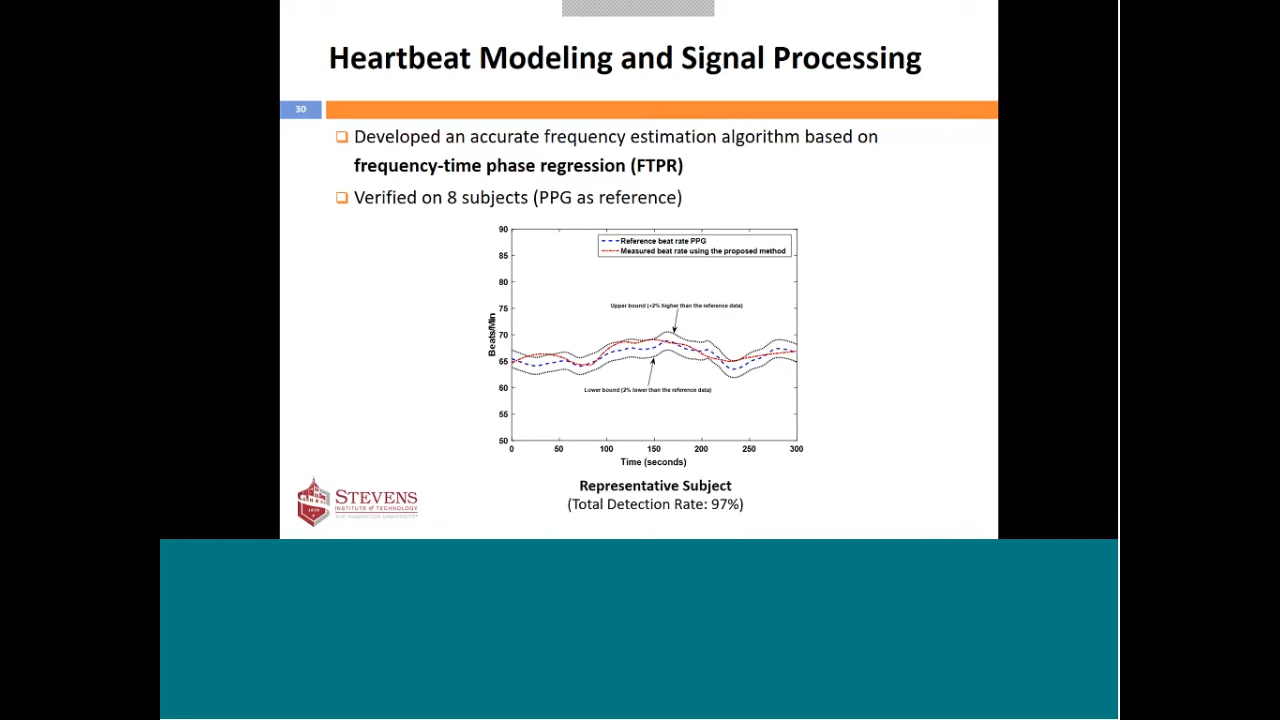 Heartbeat Modeling and Signal Processing
30
Developed an accurate frequency estimation algorithm based on
frequency-time phase regression (FTPR)
Verified on 8 subjects (PPG as reference)
90
85
80
75
70
65
60
55
50
Beats/Min
Reference beat rate PPG
Measured beat rate using the proposed method
Upper bound (+2% higher than the reference data)
Lower bound (2% lower than the reference data)
0 50 100 150 200 250 300
Time (seconds)
Representative Subject
(Total Detection Rate: 97%)
1870
STEVENS
INSTITUTE of TECHNOLOGY
THE INNOVATION UNIVERSITY®